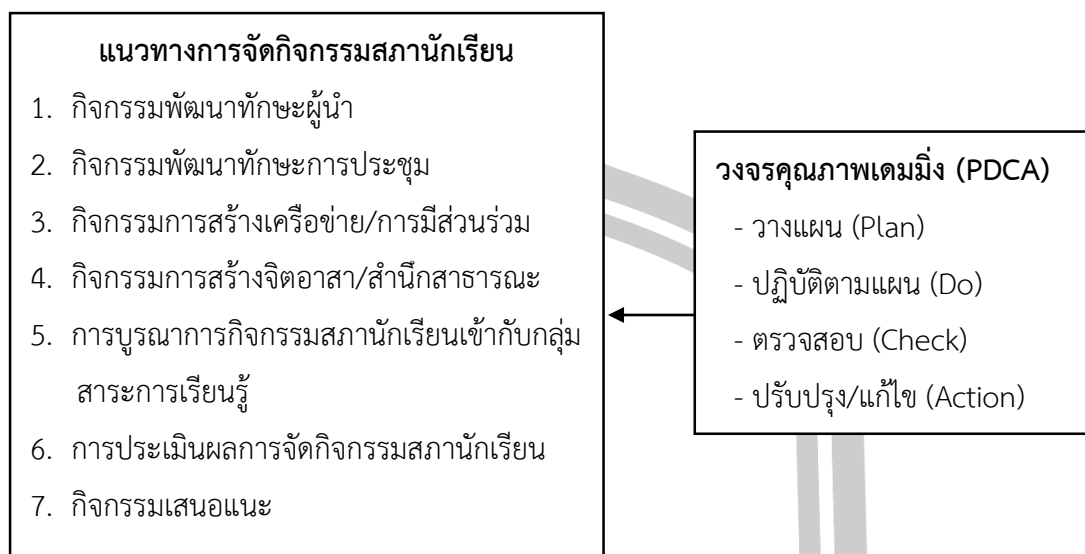 แนวทางการจัดกิจกรรมสภานักเรียน
1. กิจกรรมพัฒนาทักษะผู้นำ
2. กิจกรรมพัฒนาทักษะการประชุม
3. กิจกรรมการสร้างเครือข่าย/การมีส่วนร่วม
4. กิจกรรมการสร้างจิตอาสา/สำนึกสาธารณะ
5. การบูรณาการกิจกรรมสภานักเรียนเข้ากับกลุ่ม
สาระการเรียนรู้
6. การประเมินผลการจัดกิจกรรมสภานักเรียน
7. กิจกรรมเสนอแนะ
วงจรคุณภาพเดมมิ่ง (PDCA)
- วางแผน (Plan)
- ปฏิบัติตามแผน (Do)
- ตรวจสอบ (Check)
- ปรับปรุง/แก้ไข (Action)